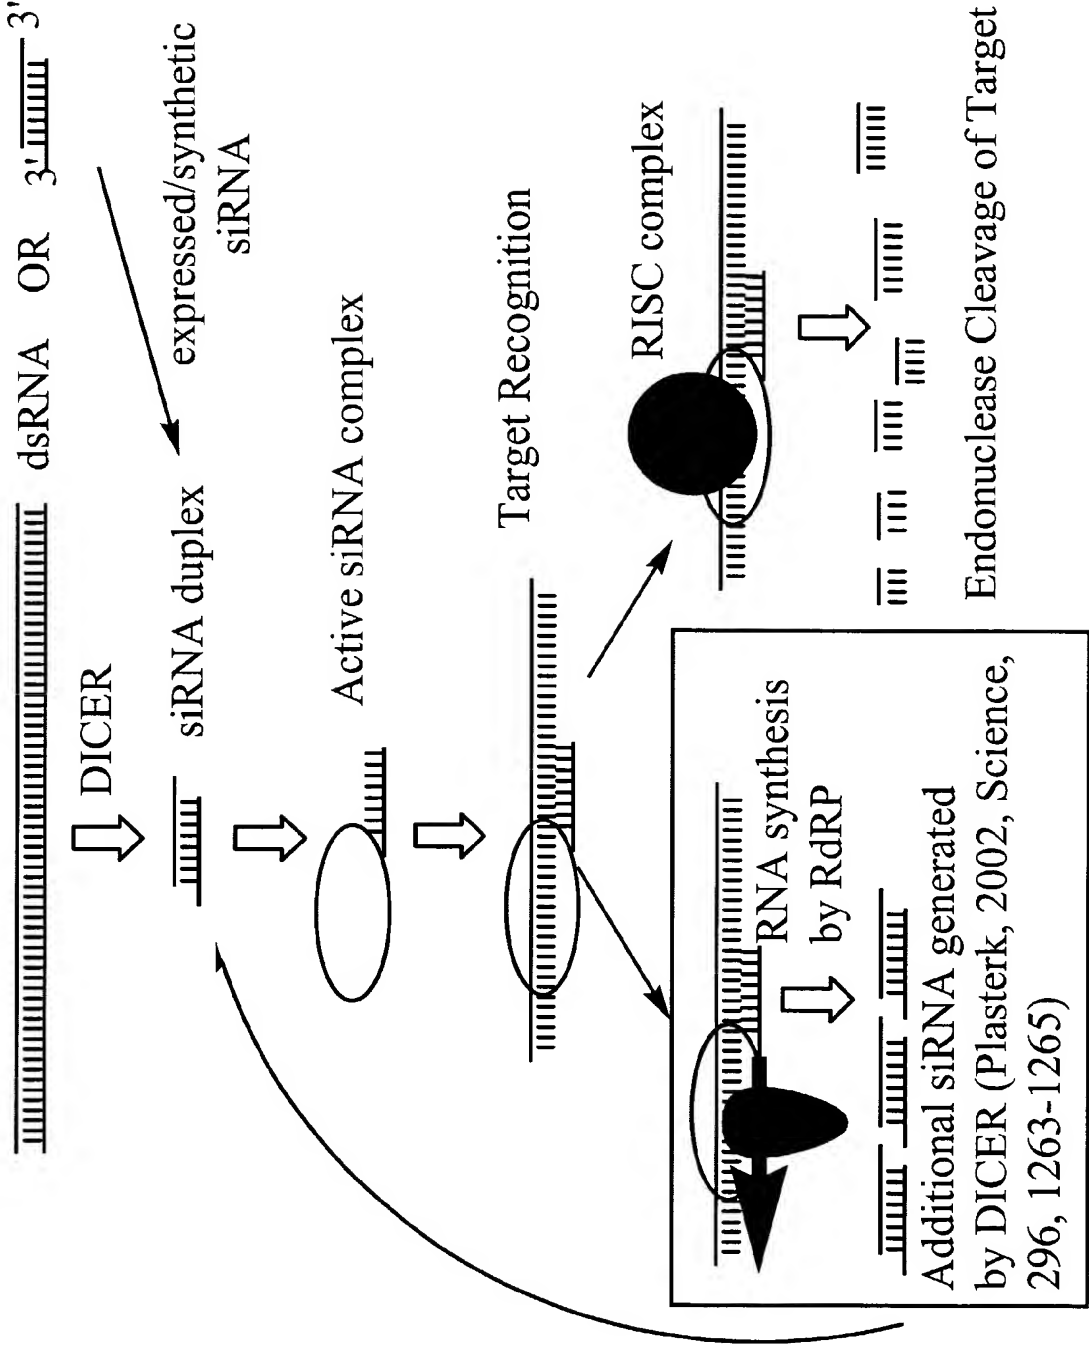 dsRNA OR 3' 3'
DICER
siRNA duplex
expressed/synthetic
siRNA
Active siRNA complex
Target Recognition
RNA synthesis
by RdRP
Additional siRNA generated
by DICER (Plasterk, 2002, Science,
296, 1263-1265)
RISC complex
Endonuclease Cleavage of Target